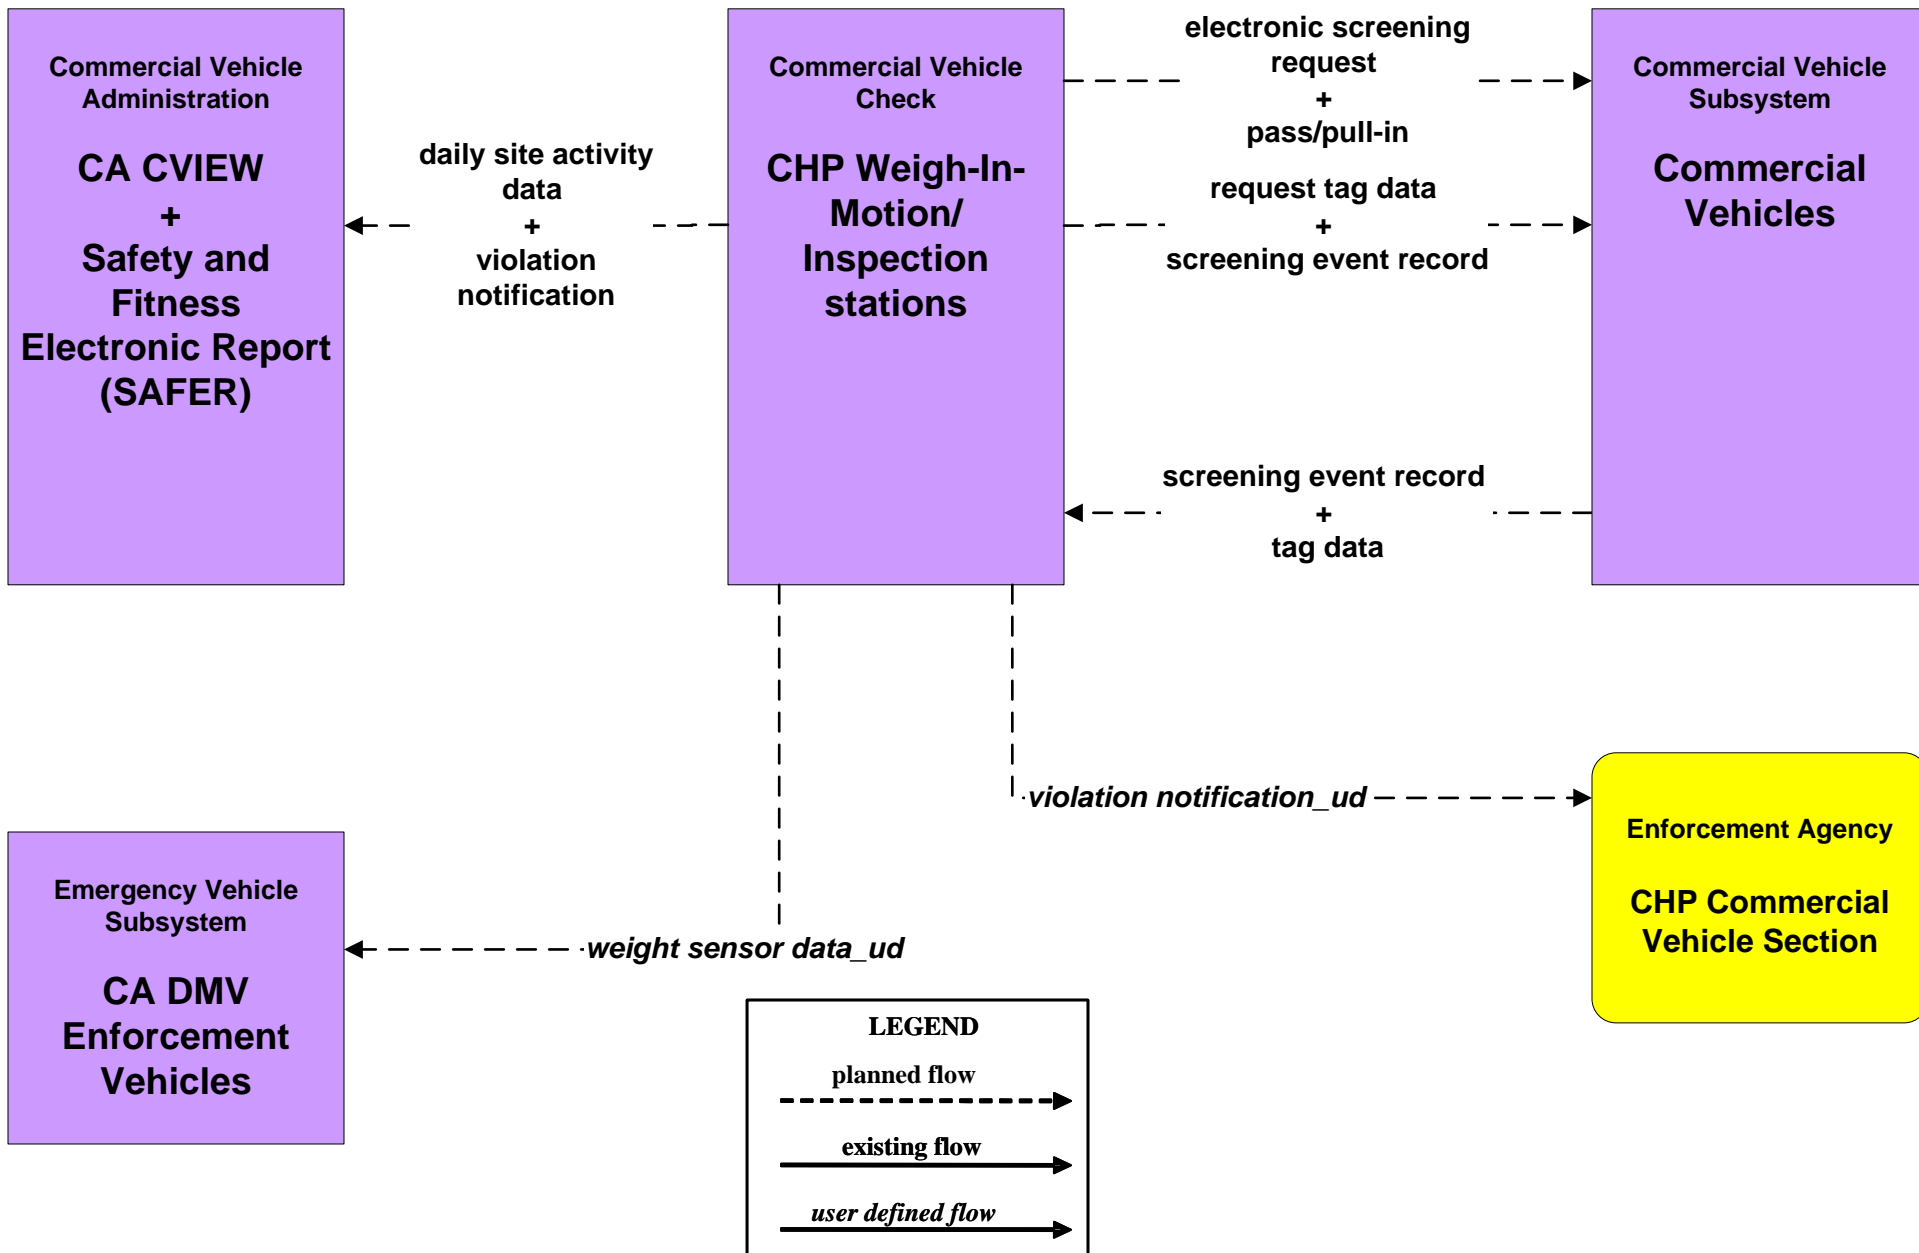 Commercial Vehicle
Administration
CA CVIEW
+
Safety and
Fitness
Electronic Report
(SAFER)
daily site activity
data
+
violation
notification
Commercial Vehicle
Check
CHP Weigh-In-
Motion/
Inspection
stations
electronic screening
request
+
pass/pull-in
request tag data
+
screening event record
screening event record
+
tag data
Commercial Vehicle
Subsystem
Commercial
Vehicles
violation notification_ud
Enforcement Agency
CHP Commercial
Vehicle Section
Emergency Vehicle
Subsystem
CA DMV
Enforcement
Vehicles
weight sensor data_ud
LEGEND
planned flow
existing flow
user defined flow